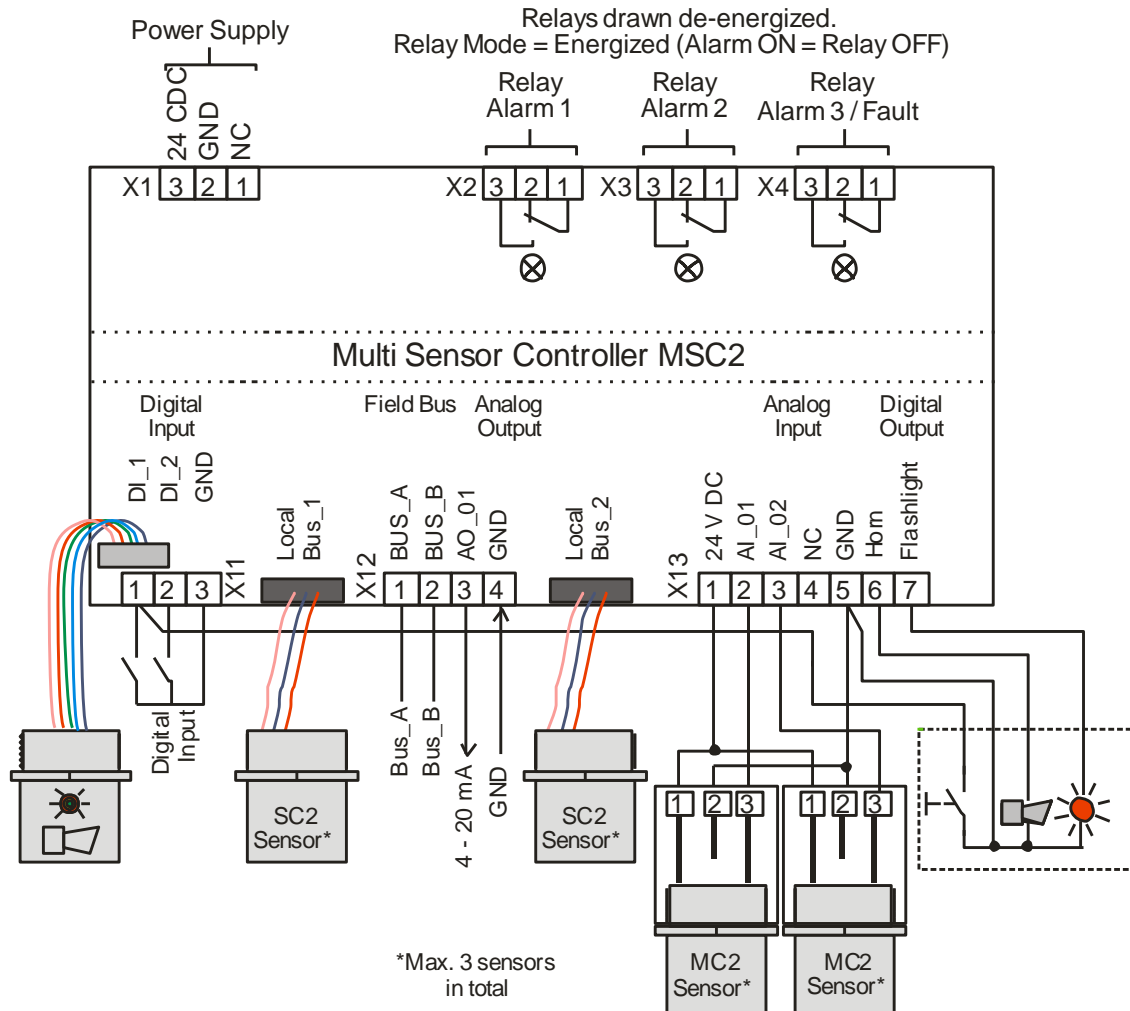 Relays drawn de-energized.
Relay Mode = Energized (Alarm ON = Relay OFF)
Power Supply
24 CDC
GND
NC
Relay
Alarm 1
Relay
Alarm 2
Relay
Alarm 3 / Fault
X1 3 2 1
X2 3 2 1
X3 3 2 1
X4 3 2 1
Multi Sensor Controller MSC2
Digital
Input
Field Bus
Analog
Output
Analog
Input
Digital
Output
DI_1
DI_2
GND
Local
Bus_1
BUS_A
BUS_B
AO_01
GND
Local
Bus_2
24 V DC
AI_01
AI_02
NC
GND
Horn
Flashlight
1 2 3 X11
X12 1 2 3 4
X13 1 2 3 4 5 6 7
Digital
Input
Bus_A
Bus_B
4 - 20 mA
GND
SC2
Sensor*
SC2
Sensor*
1 2 3
1 2 3
MC2
Sensor*
MC2
Sensor*
*Max. 3 sensors
in total